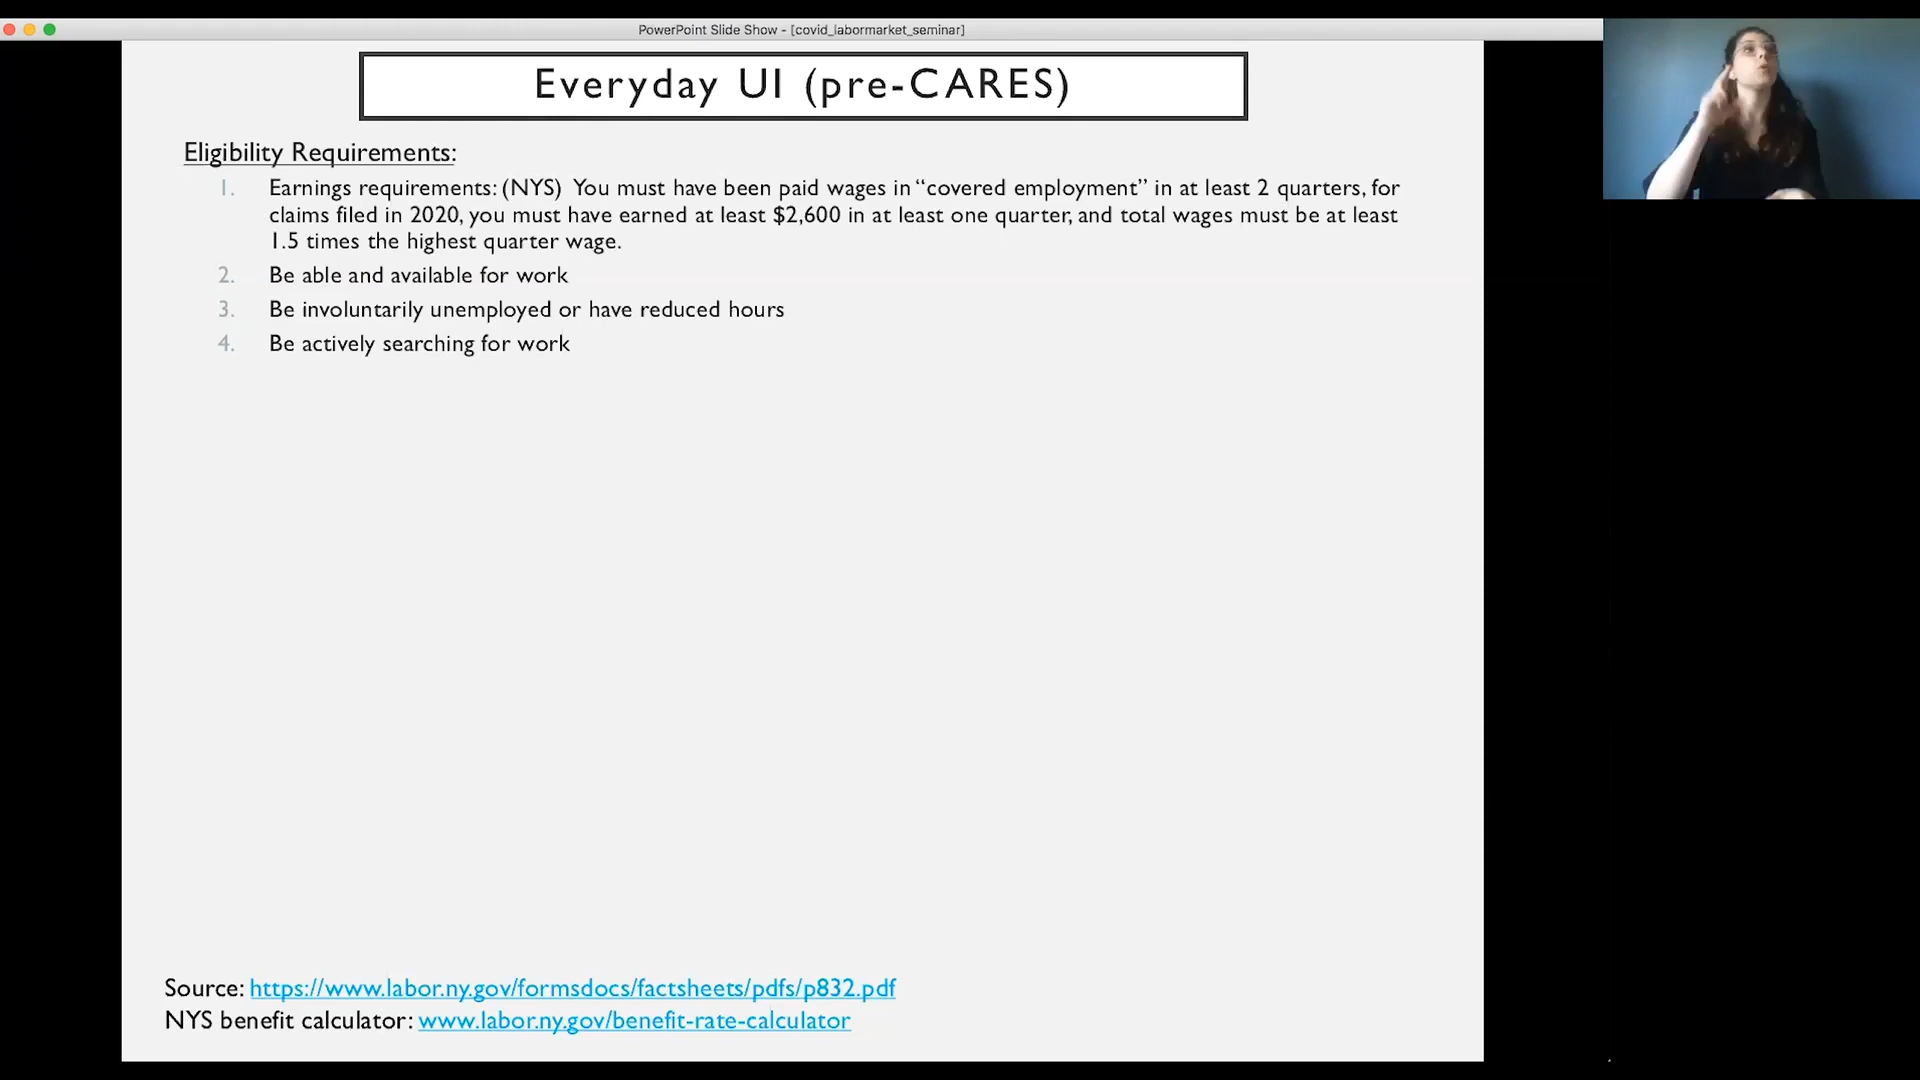 PowerPoint Slide Show - [covid_labormarket_seminar]
Everyday UI (pre-CARES)
Eligibility Requirements:
1. Earnings requirements: (NYS) You must have been paid wages in “covered employment” in at least 2 quarters, for
claims filed in 2020, you must have earned at least $2,600 in at least one quarter, and total wages must be at least
1.5 times the highest quarter wage.
2. Be able and available for work
3. Be involuntarily unemployed or have reduced hours
4. Be actively searching for work
Source: https://www.labor.ny.gov/formsdocs/factsheets/pdfs/p832.pdf
NYS benefit calculator: www.labor.ny.gov/benefit-rate-calculator